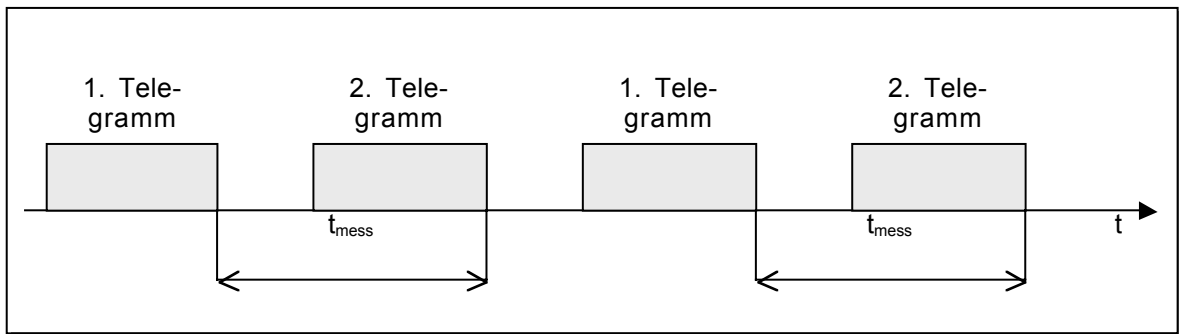 1. Tele-
gramm
2. Tele-
gramm
1. Tele-
gramm
2. Tele-
gramm
tmess
tmess
t